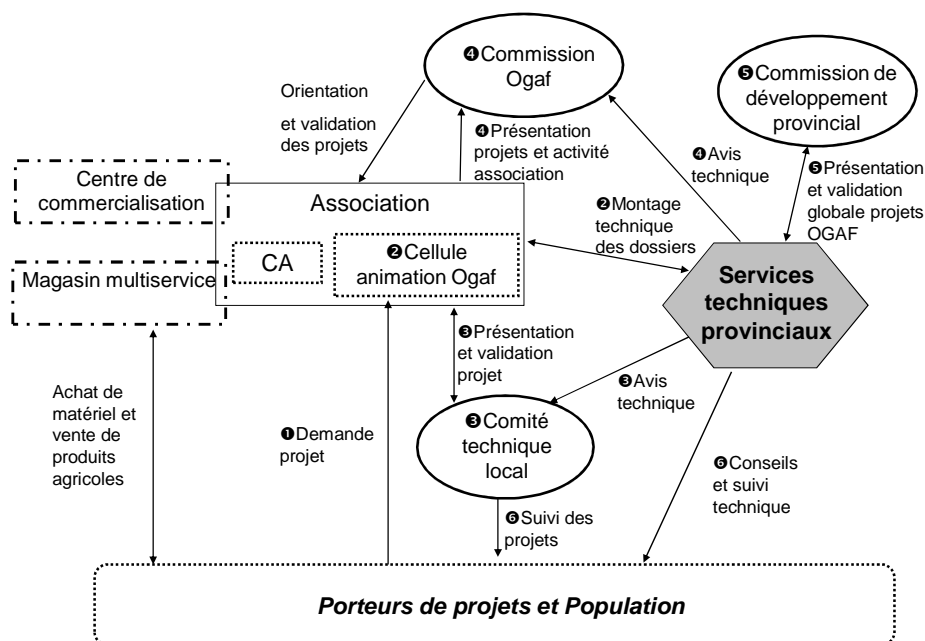 ❹Commission
Ogaf
❺Commission de
développement
provincial
Orientation
et validation
des projets
❹Présentation
projets et activité
association
❹Avis
technique
❺Présentation
et validation
globale projets
OGAF
Centre de
commercialisation
Association
❷Montage
technique
des dossiers
CA
❷Cellule
animation Ogaf
Magasin multiservice
Services
techniques
provinciaux
❸Présentation
et validation
projet
❸Avis
technique
Achat de
matériel et
vente de
produits
agricoles
❶Demande
projet
❸Comité
technique
local
❻Conseils
et suivi
technique
❻Suivi des
projets
Porteurs de projets et Population